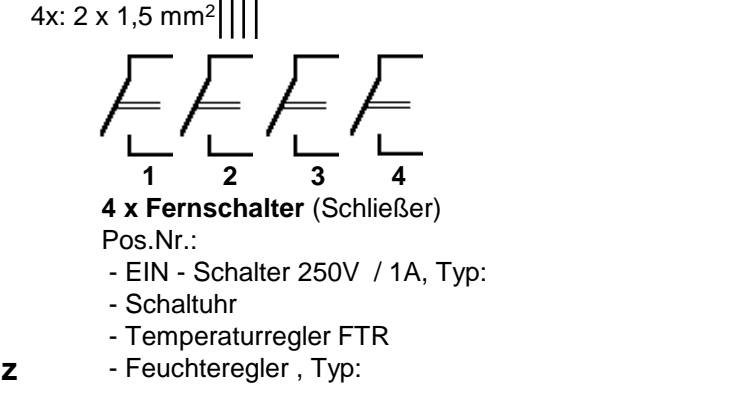 4x: 2 x 1,5 mm²
1 2 3 4
4 x Fernschalter (Schließer)
Pos.Nr.:
- EIN - Schalter 250V / 1A, Typ:
- Schaltuhr
- Temperaturregler FTR
z - Feuchteregler , Typ: